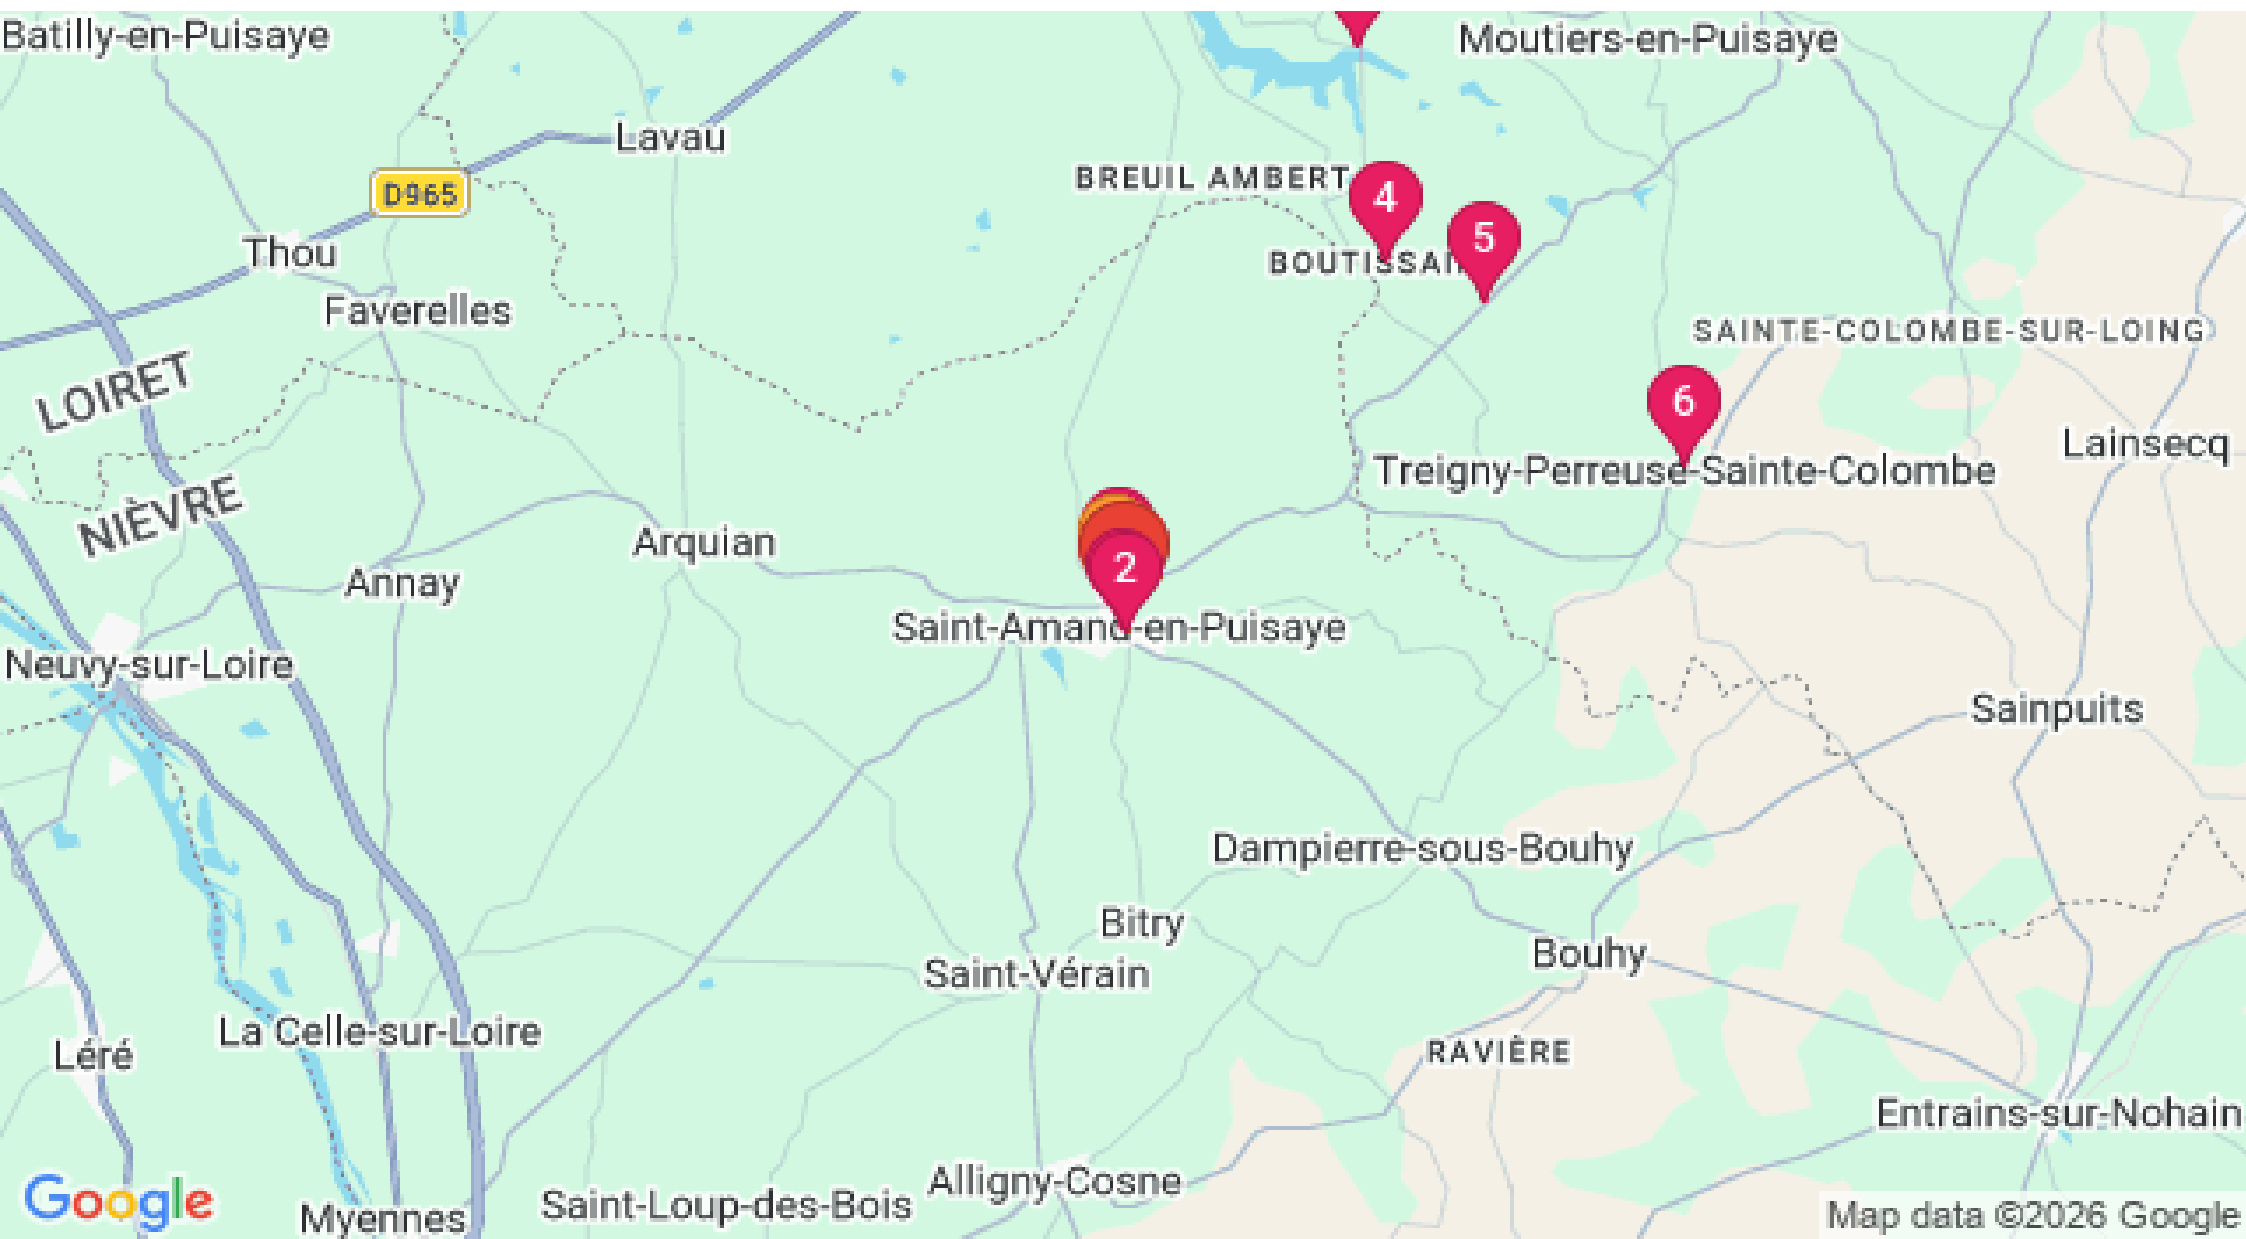 Batilly-en-Puisaye
Moutiers-en-Puisaye
Lavau
BREUIL AMBERT
D965
4
5
Thou
BOUTISSAI
Faverelles
SAINTE-COLOMBE-SUR-LOING
LOIRET
6
Lainsecq
Treigny-Perreuse-Sainte-Colombe
NIÈVRE
Arquian
2
Annay
Saint-Amand-en-Puisaye
Neuvy-sur-Loire
Sainpuits
Dampierre-sous-Bouhy
Bitry
Bouhy
Saint-Vérain
La Celle-sur-Loire
Léré
RAVIÈRE
Entrains-sur-Nohain
Alligny-Cosne
Google
Saint-Loup-des-Bois
Myennes
Map data ©2026 Google